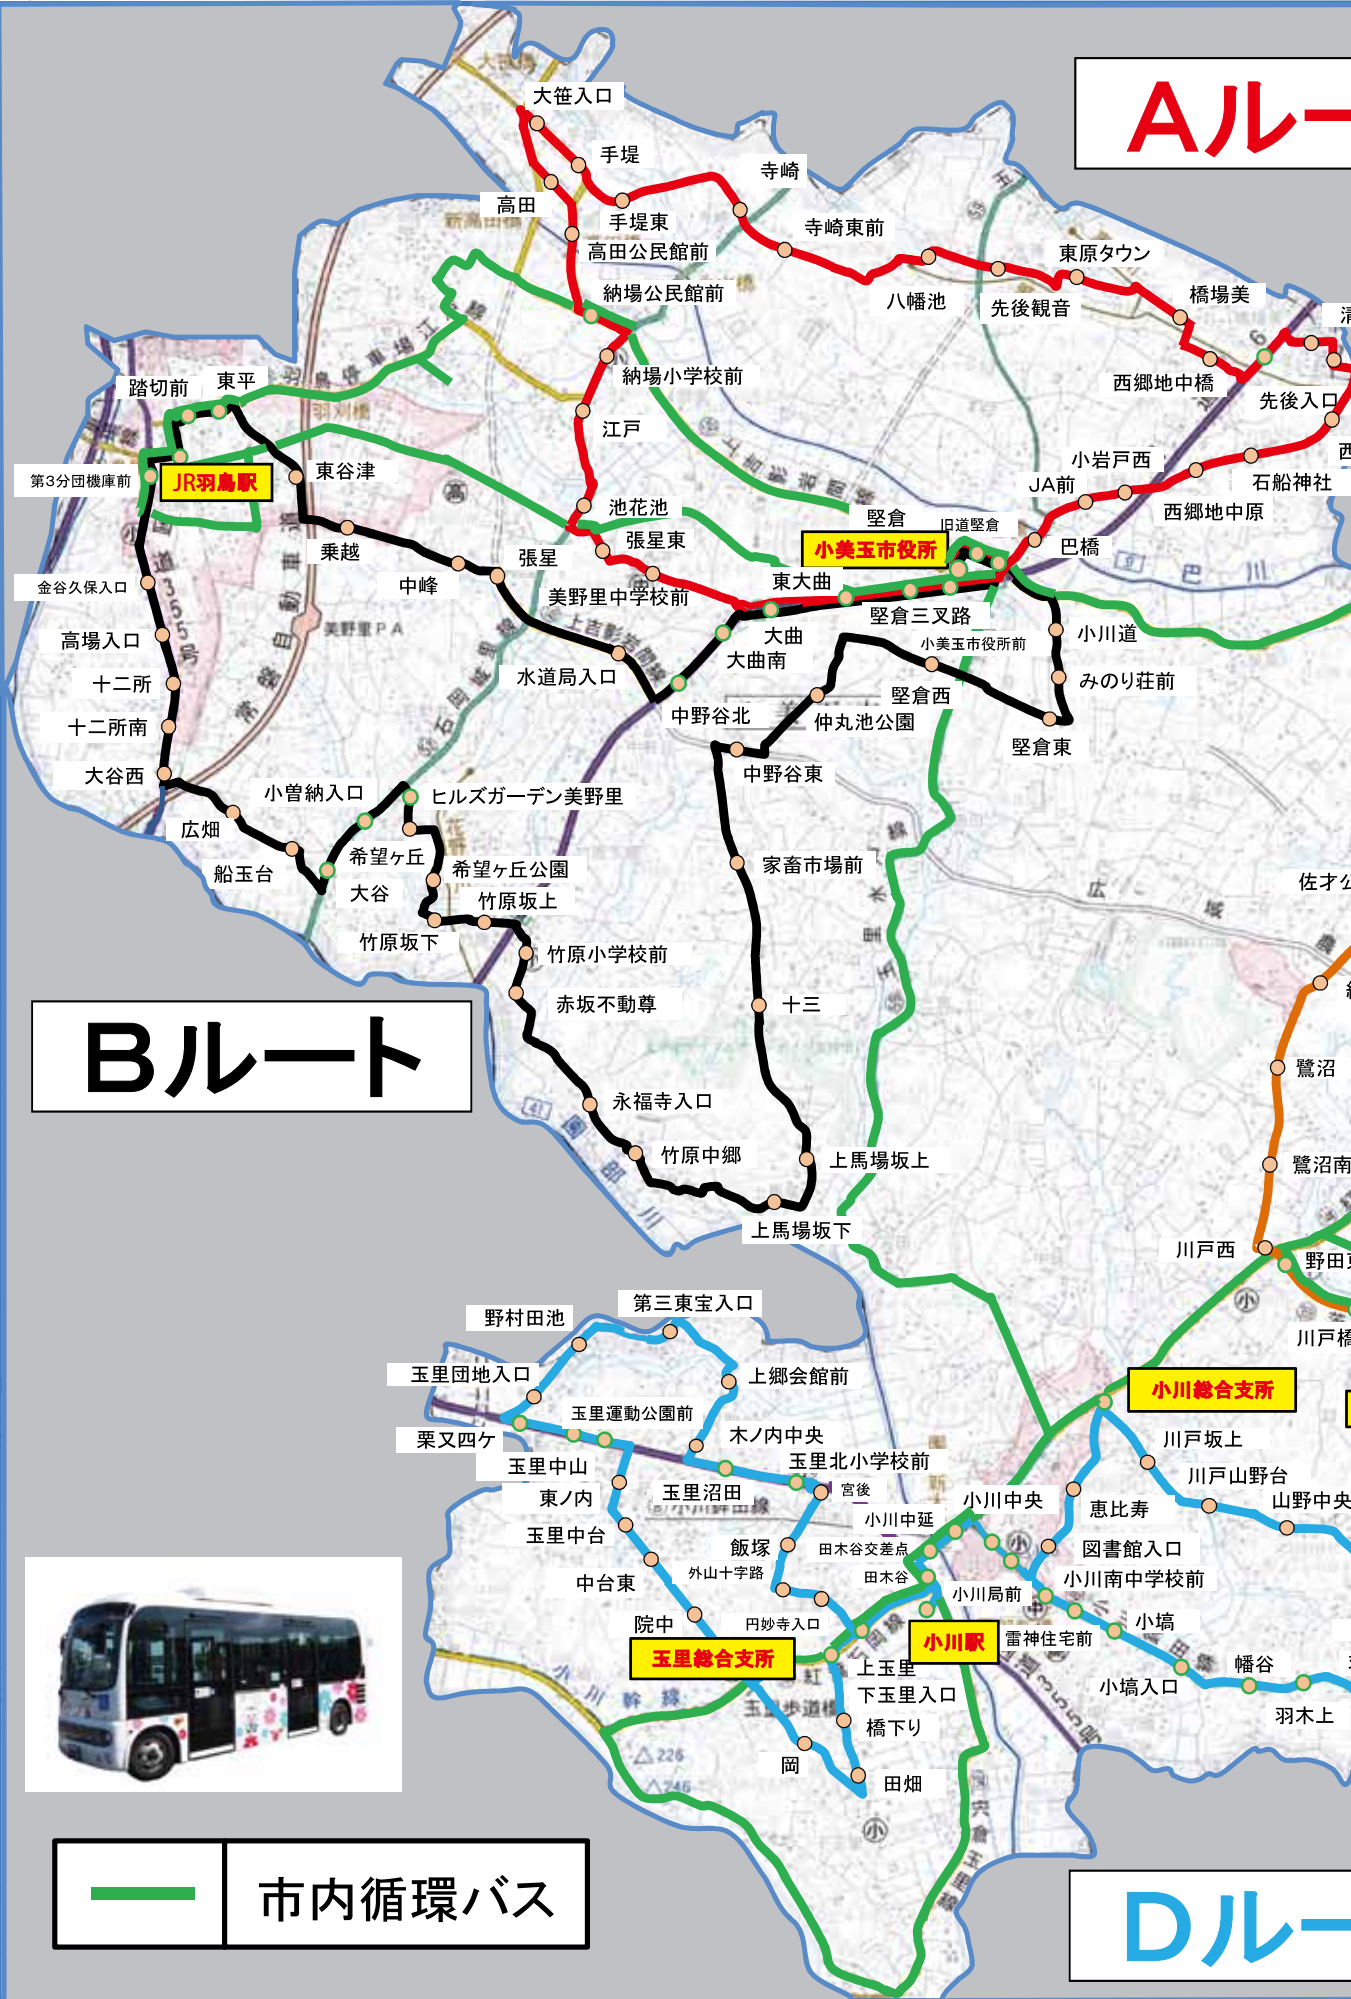 Aルー
大笹入口
手堤
高田
手堤東
寺崎
寺崎東前
高田公民館前
東原タウン
納場公民館前
八幡池
先後観音
橋場美
納場小学校前
踏切前
東平
西郷地中橋
先後入口
江戸
第3分団機庫前
JR羽鳥駅
東谷津
小岩戸西
JA前
石船神社
西郷地中原
池花池
堅倉
旧道堅倉
張星東
小美玉市役所
巴橋
乗越
張星
中峰
東大曲
美野里中学校前
金谷久保入口
堅倉三叉路
大曲
小川道
高場入口
美野里PA
小美玉市役所前
大曲南
水道局入口
十二所
みのり荘前
堅倉西
中野谷北
仲丸池公園
十二所南
堅倉東
大谷西
中野谷東
小曽納入口
ヒルズガーデン美野里
広畑
希望ヶ丘
船玉台
希望ヶ丘公園
家畜市場前
大谷
竹原坂上
佐才公
竹原坂下
竹原小学校前
赤坂不動尊
十三
Bルート
鷺沼
永福寺入口
竹原中郷
上馬場坂上
鷺沼南
上馬場坂下
川戸西
野田東
第三東宝入口
野村田池
川戸橋
玉里団地入口
上郷会館前
小川総合支所
玉里運動公園前
栗又四ケ
木ノ内中央
川戸坂上
玉里北小学校前
玉里中山
川戸山野台
東ノ内
玉里沼田
宮後
小川中央
恵比寿
山野中央
小川中延
玉里中台
飯塚
田木谷交差点
図書館入口
中台東
外山十字路
田木谷
小川南中学校前
小川局前
院中
円妙寺入口
小塙
小川駅
雷神住宅前
玉里総合支所
上玉里
幡谷
下玉里入口
小塙入口
橋下り
羽木上
岡
田畑
市内循環バス
Dルー